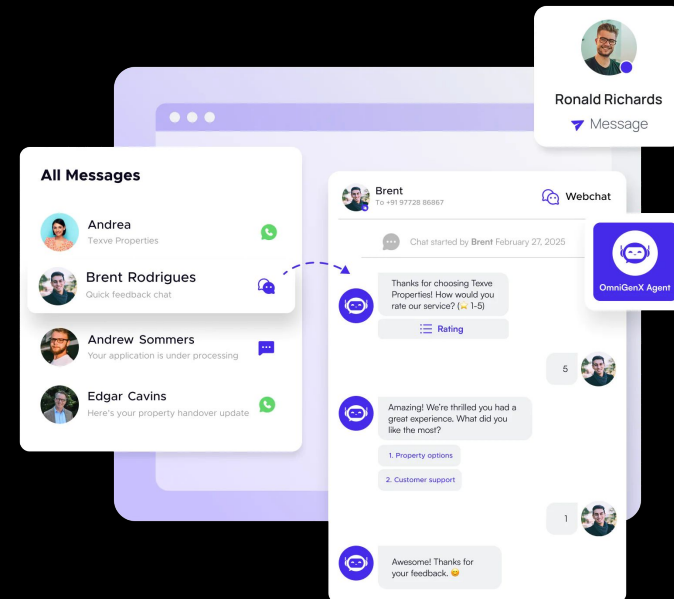 Ronald Richards
Message
All Messages
Andrea
Texve Properties
Brent Rodrigues
Quick feedback chat
Andrew Sommers
Your application is under processing
Edgar Cavins
Here's your property handover update
Brent
To +91 97728 86867
Webchat
Chat started by Brent February 27, 2025
Thanks for choosing Texve
Properties! How would you
rate our service? (⭐ 1-5)
Rating
OmniGenX Agent
5
Amazing! We're thrilled you had a
great experience. What did you
like the most?
1. Property options
2. Customer support
1
Awesome! Thanks for
your feedback. 😊